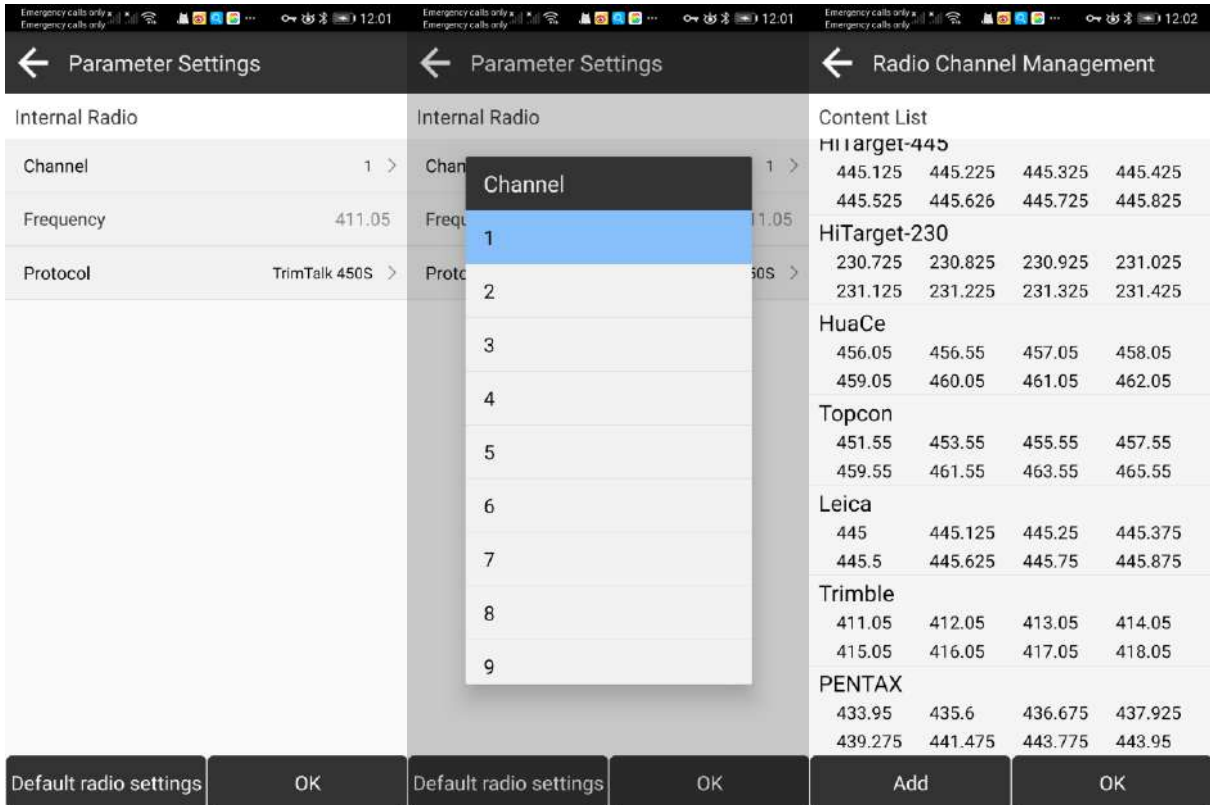 Emergency calls only x
Emergency calls only
12:01
Parameter Settings
Internal Radio
Channel 1 >
Frequency 411.05
Protocol TrimTalk 450S >
Default radio settings OK
Emergency calls only x
Emergency calls only
12:01
Parameter Settings
Internal Radio
Chan 1 >
Channel
Frequ 11.05
Proto 50S >
1
2
3
4
5
6
7
8
9
Default radio settings OK
Emergency calls only x
Emergency calls only
12:02
Radio Channel Management
Content List
HiTarget-445
445.125 445.225 445.325 445.425
445.525 445.626 445.725 445.825
HiTarget-230
230.725 230.825 230.925 231.025
231.125 231.225 231.325 231.425
HuaCe
456.05 456.55 457.05 458.05
459.05 460.05 461.05 462.05
Topcon
451.55 453.55 455.55 457.55
459.55 461.55 463.55 465.55
Leica
445 445.125 445.25 445.375
445.5 445.625 445.75 445.875
Trimble
411.05 412.05 413.05 414.05
415.05 416.05 417.05 418.05
PENTAX
433.95 435.6 436.675 437.925
439.275 441.475 443.775 443.95
Add OK